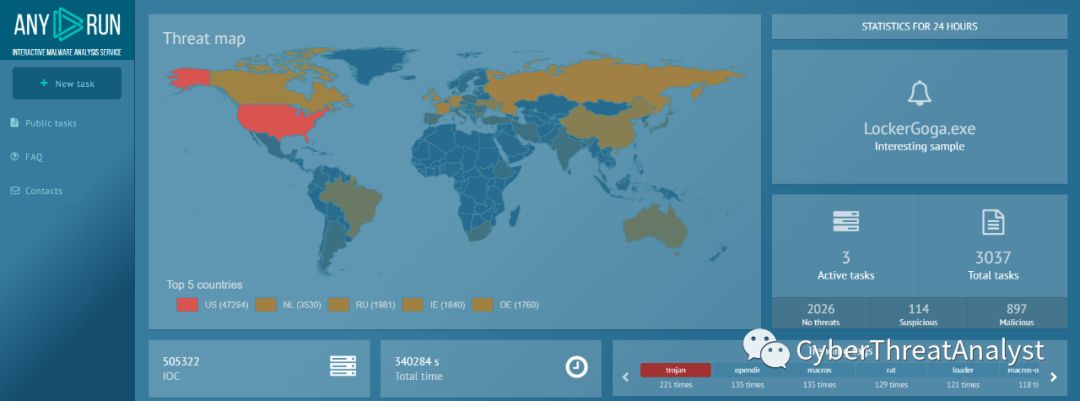 ANY RUN
INTERACTIVE MALWARE ANALYSIS SERVICE
+ New task
Public tasks
FAQ
Contacts
Threat map
Top 5 countries
US (47294) NL (3530) RU (1981) IE (1840) DE (1760)
STATISTICS FOR 24 HOURS
LockerGoga.exe
Interesting sample
3
Active tasks
3037
Total tasks
2026
No threats
114
Suspicious
897
Malicious
505322
IOC
340284 s
Total time
CyberThreatAnalyst
trojan opendir macros rat loader macros-o
221 times 135 times 135 times 129 times 121 times 118 ti